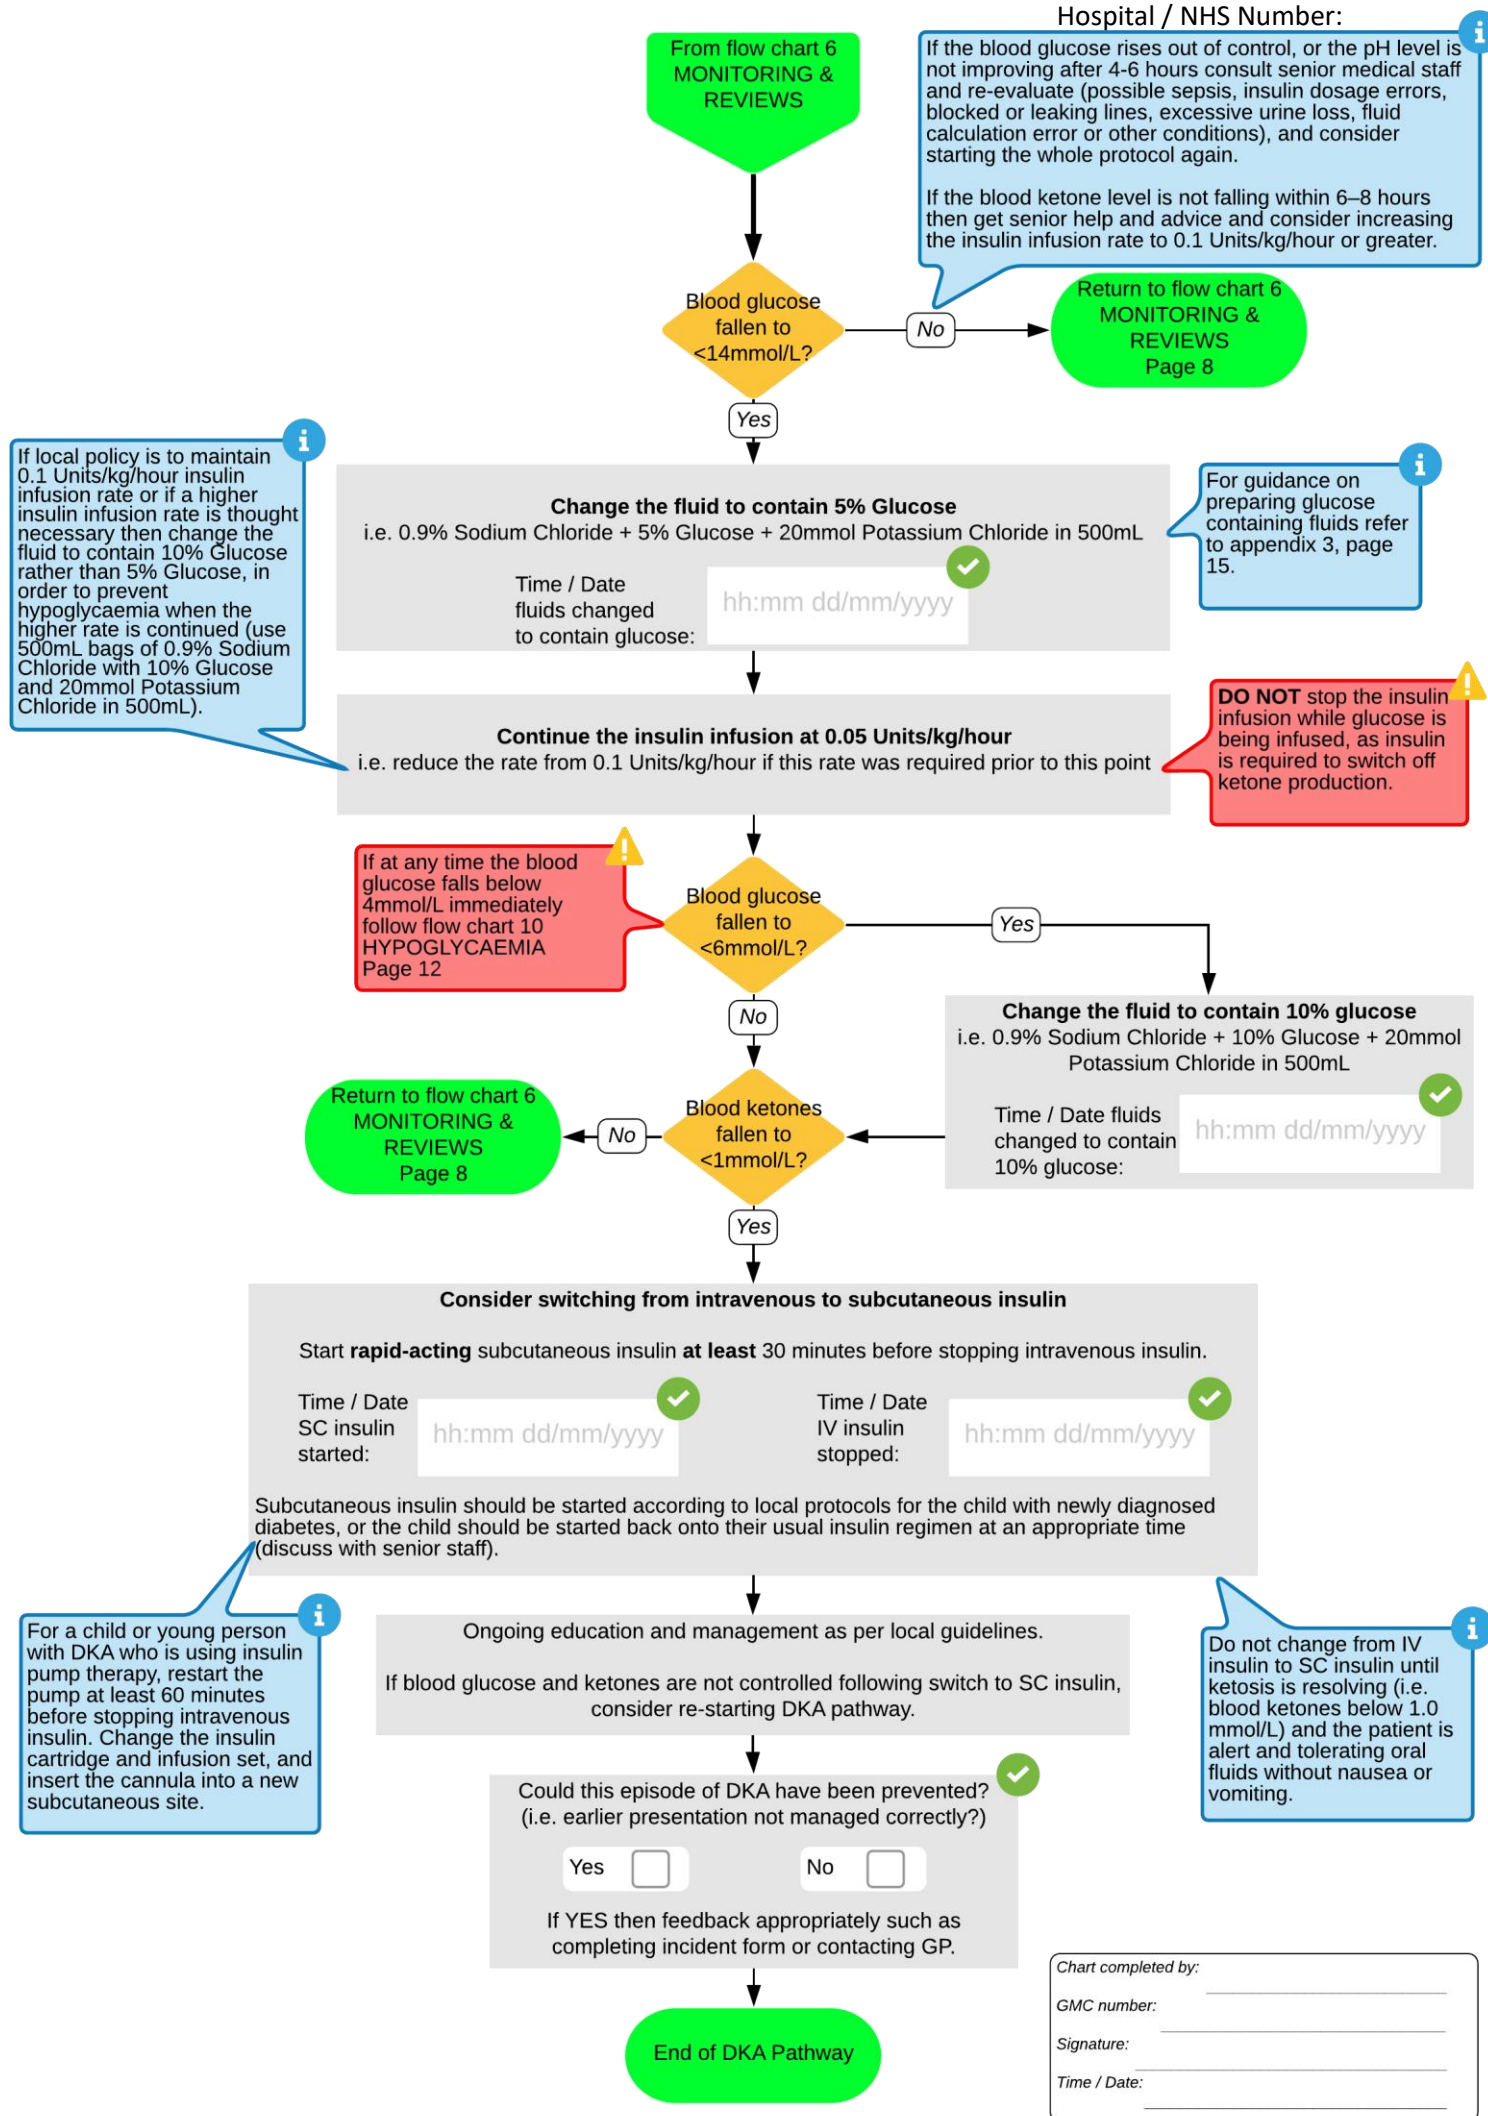 Hospital / NHS Number:
From flow chart 6
MONITORING &
REVIEWS
If the blood glucose rises out of control, or the pH level is
not improving after 4-6 hours consult senior medical staff
and re-evaluate (possible sepsis, insulin dosage errors,
blocked or leaking lines, excessive urine loss, fluid
calculation error or other conditions), and consider
starting the whole protocol again.
If the blood ketone level is not falling within 6–8 hours
then get senior help and advice and consider increasing
the insulin infusion rate to 0.1 Units/kg/hour or greater.
Blood glucose
fallen to
<14mmol/L?
No
Return to flow chart 6
MONITORING &
REVIEWS
Page 8
Yes
If local policy is to maintain
0.1 Units/kg/hour insulin
infusion rate or if a higher
insulin infusion rate is thought
necessary then change the
fluid to contain 10% Glucose
rather than 5% Glucose, in
order to prevent
hypoglycaemia when the
higher rate is continued (use
500mL bags of 0.9% Sodium
Chloride with 10% Glucose
and 20mmol Potassium
Chloride in 500mL).
Change the fluid to contain 5% Glucose
i.e. 0.9% Sodium Chloride + 5% Glucose + 20mmol Potassium Chloride in 500mL
Time / Date
fluids changed
to contain glucose:
hh:mm dd/mm/yyyy
For guidance on
preparing glucose
containing fluids refer
to appendix 3, page
15.
Continue the insulin infusion at 0.05 Units/kg/hour
i.e. reduce the rate from 0.1 Units/kg/hour if this rate was required prior to this point
DO NOT stop the insulin
infusion while glucose is
being infused, as insulin
is required to switch off
ketone production.
If at any time the blood
glucose falls below
4mmol/L immediately
follow flow chart 10
HYPOGLYCAEMIA
Page 12
Blood glucose
fallen to
<6mmol/L?
Yes
No
Change the fluid to contain 10% glucose
i.e. 0.9% Sodium Chloride + 10% Glucose + 20mmol
Potassium Chloride in 500mL
Time / Date fluids
changed to contain
10% glucose:
hh:mm dd/mm/yyyy
Blood ketones
fallen to
<1mmol/L?
No
Return to flow chart 6
MONITORING &
REVIEWS
Page 8
Yes
Consider switching from intravenous to subcutaneous insulin
Start rapid-acting subcutaneous insulin at least 30 minutes before stopping intravenous insulin.
Time / Date
SC insulin
started:
hh:mm dd/mm/yyyy
Time / Date
IV insulin
stopped:
hh:mm dd/mm/yyyy
Subcutaneous insulin should be started according to local protocols for the child with newly diagnosed
diabetes, or the child should be started back onto their usual insulin regimen at an appropriate time
(discuss with senior staff).
For a child or young person
with DKA who is using insulin
pump therapy, restart the
pump at least 60 minutes
before stopping intravenous
insulin. Change the insulin
cartridge and infusion set, and
insert the cannula into a new
subcutaneous site.
Ongoing education and management as per local guidelines.
If blood glucose and ketones are not controlled following switch to SC insulin,
consider re-starting DKA pathway.
Do not change from IV
insulin to SC insulin until
ketosis is resolving (i.e.
blood ketones below 1.0
mmol/L) and the patient is
alert and tolerating oral
fluids without nausea or
vomiting.
Could this episode of DKA have been prevented?
(i.e. earlier presentation not managed correctly?)
Yes
No
If YES then feedback appropriately such as
completing incident form or contacting GP.
End of DKA Pathway
Chart completed by:
GMC number:
Signature:
Time / Date: